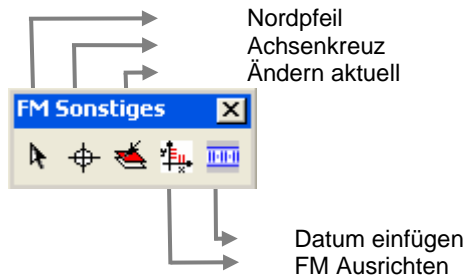 Nordpfeil
Achsenkreuz
Ändern aktuell
FM Sonstiges
Datum einfügen
FM Ausrichten